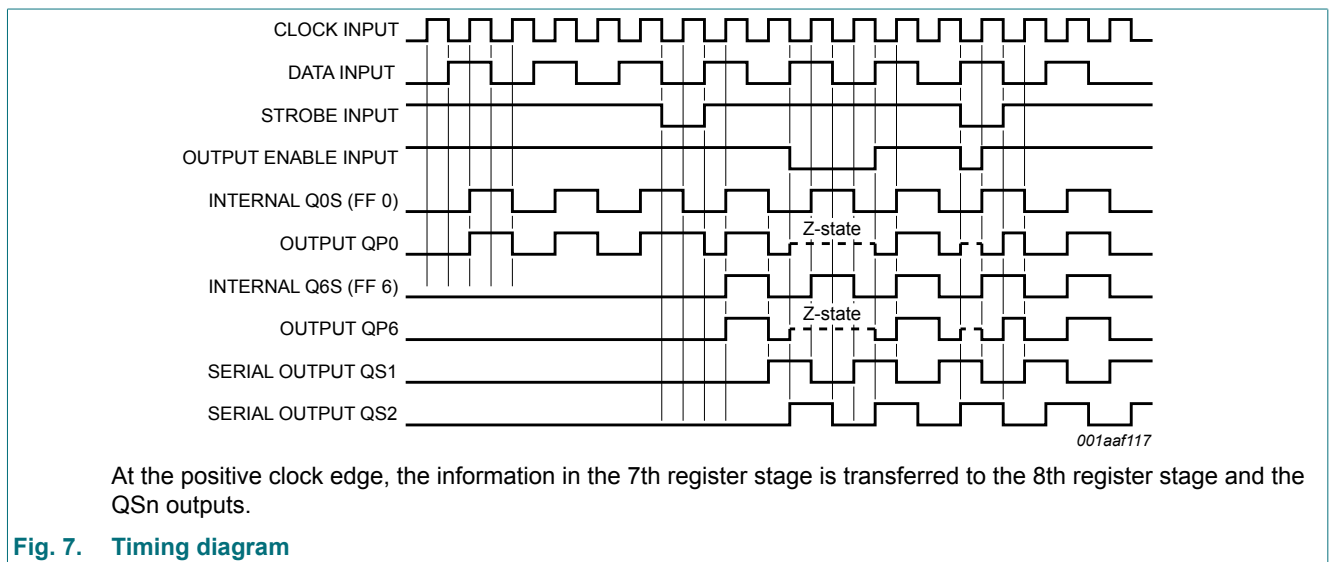 CLOCK INPUT
DATA INPUT
STROBE INPUT
OUTPUT ENABLE INPUT
INTERNAL Q0S (FF 0)
Z-state
OUTPUT QP0
INTERNAL Q6S (FF 6)
Z-state
OUTPUT QP6
SERIAL OUTPUT QS1
SERIAL OUTPUT QS2
001aaf117
At the positive clock edge, the information in the 7th register stage is transferred to the 8th register stage and the
QSn outputs.
Fig. 7. Timing diagram